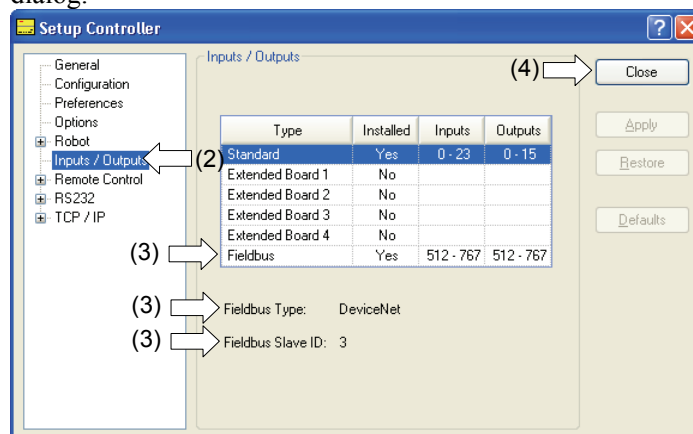 dialog.
Setup Controller
General
Configuration
Preferences
Options
Robot
Inputs / Outputs
Remote Control
RS232
TCP / IP
(2)
Inputs / Outputs
Type Installed Inputs Outputs
Standard Yes 0 - 23 0 - 15
Extended Board 1 No
Extended Board 2 No
Extended Board 3 No
Extended Board 4 No
(3) Fieldbus Yes 512 - 767 512 - 767
(3) Fieldbus Type: DeviceNet
(3) Fieldbus Slave ID: 3
(4) Close
Apply
Restore
Defaults